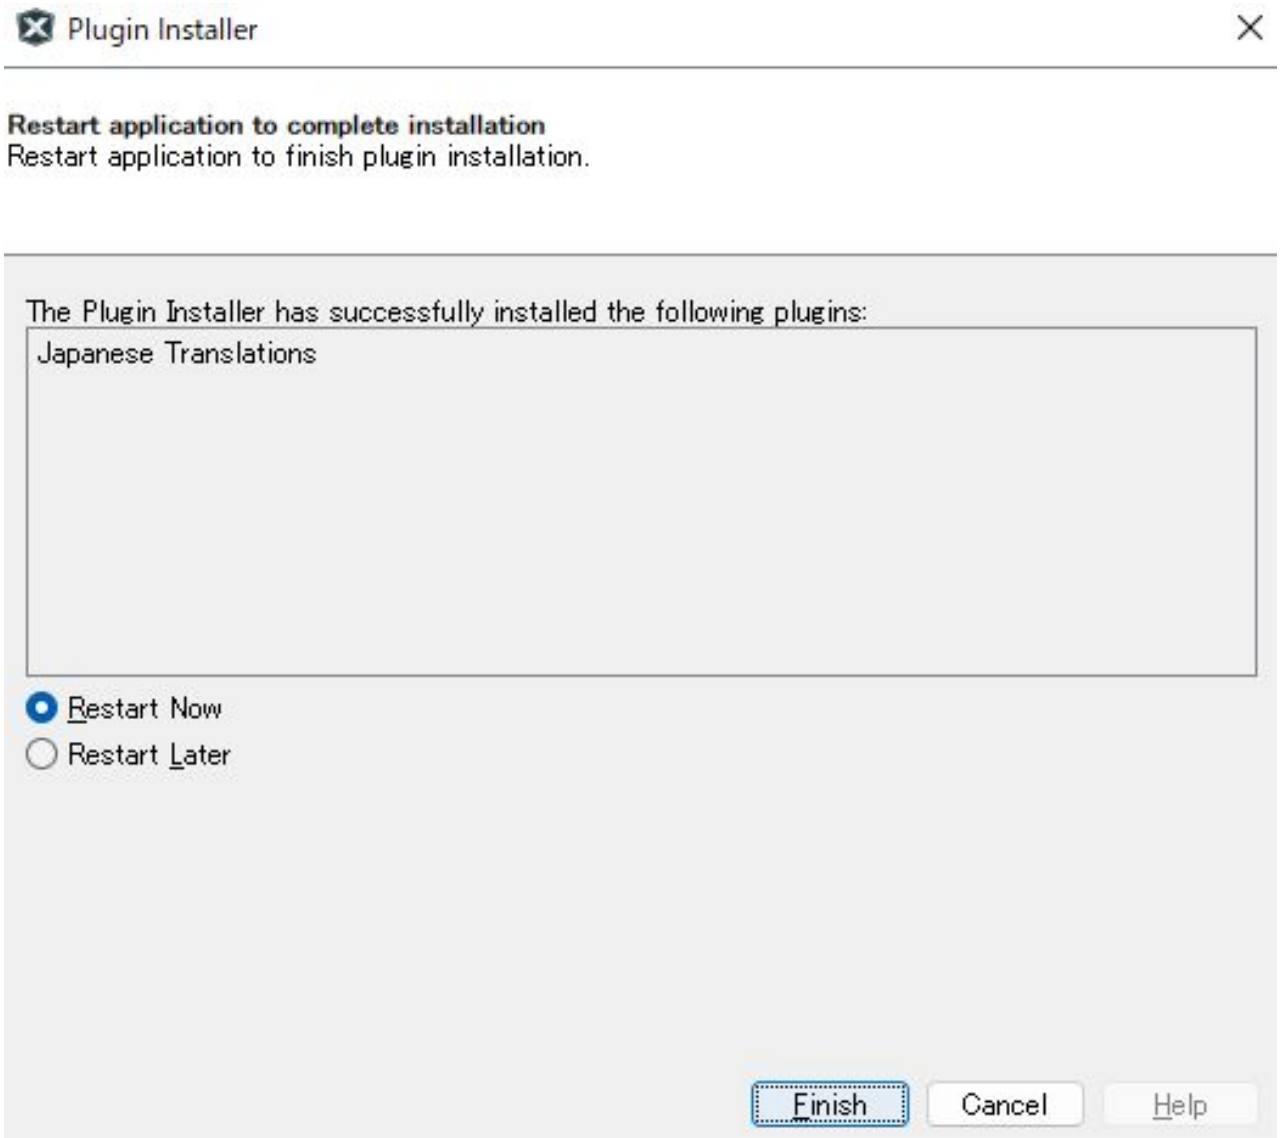 Plugin Installer
Restart application to complete installation
Restart application to finish plugin installation.
The Plugin Installer has successfully installed the following plugins:
Japanese Translations
Restart Now
Restart Later
Finish
Cancel
Help